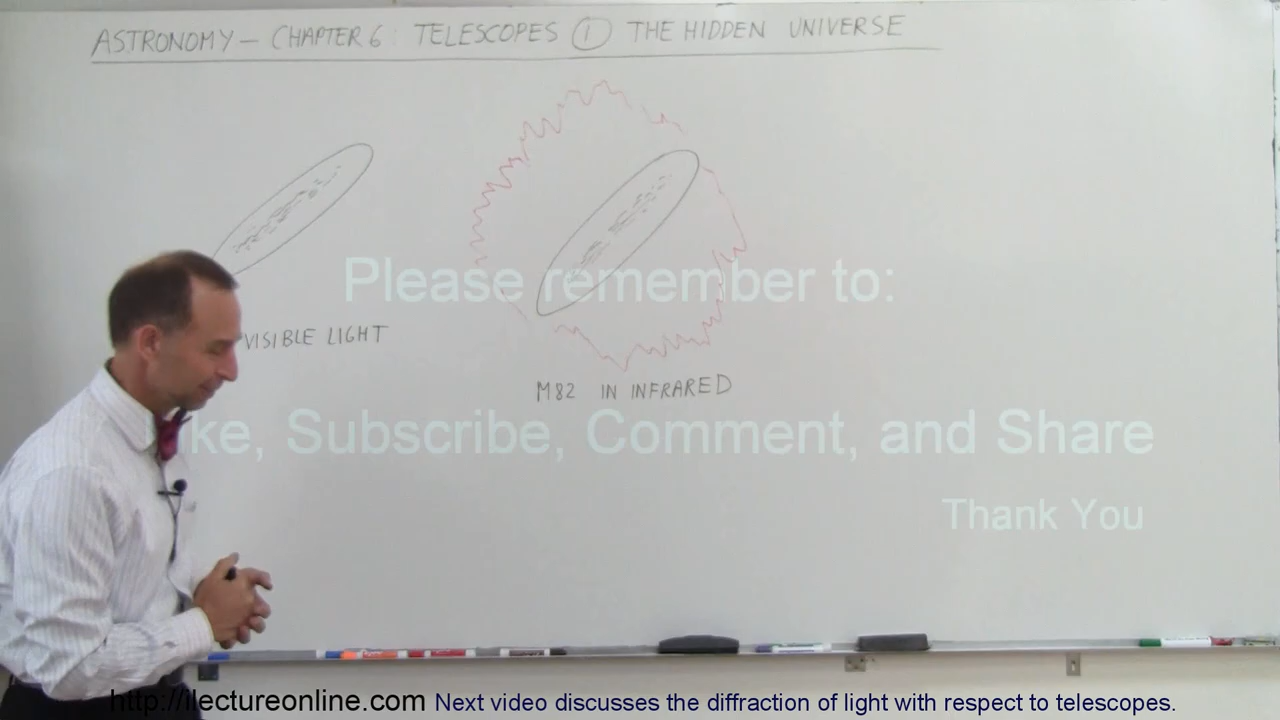 ASTRONOMY — CHAPTER 6: TELESCOPES ① THE HIDDEN UNIVERSE
Please remember to:
VISIBLE LIGHT
M82 IN INFRARED
Subscribe, Comment, and Share
Thank You
http://ilectureonline.com Next video discusses the diffraction of light with respect to telescopes.